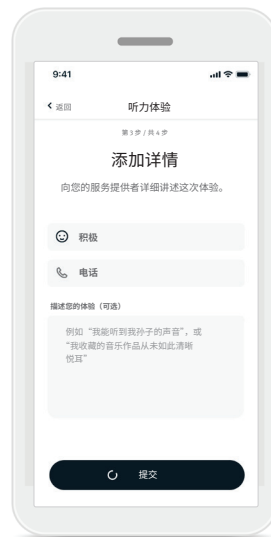 9:41
返回
听力体验
第 3 步 / 共 4 步
添加详情
向您的服务提供者详细讲述这次体验。
积极
电话
描述您的体验（可选）
例如“我能听到我孙子的声音”，或
“我收藏的音乐作品从未如此清晰
悦耳”
提交